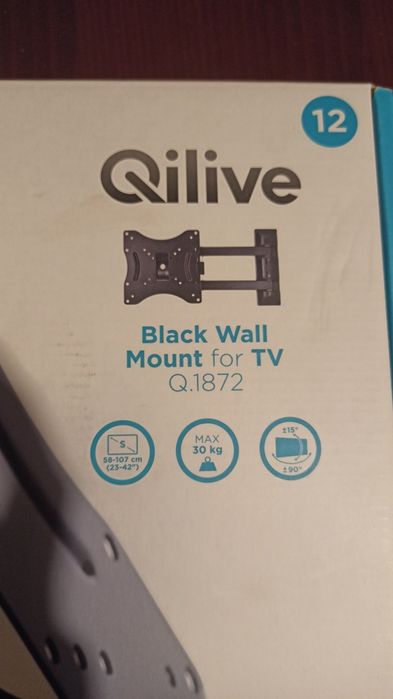 12
Qilive
Black Wall
Mount for TV
Q.1872
S
58-107 cm
(23-42")
MAX
30 kg
±15°
±90°